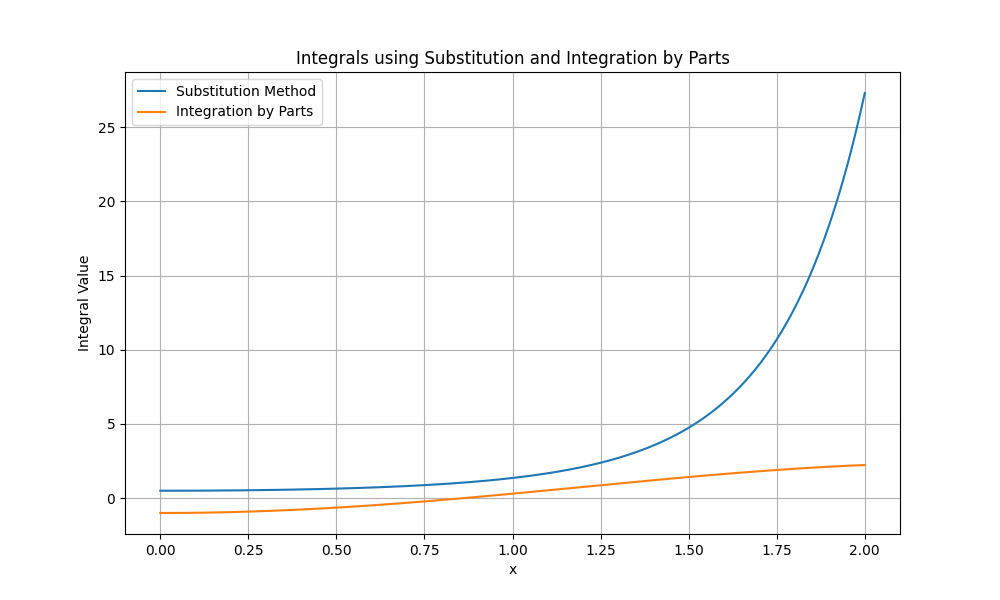 Integrals using Substitution and Integration by Parts
Substitution Method
Integration by Parts
Integral Value
25
20
15
10
5
0
0.00 0.25 0.50 0.75 1.00 1.25 1.50 1.75 2.00
x